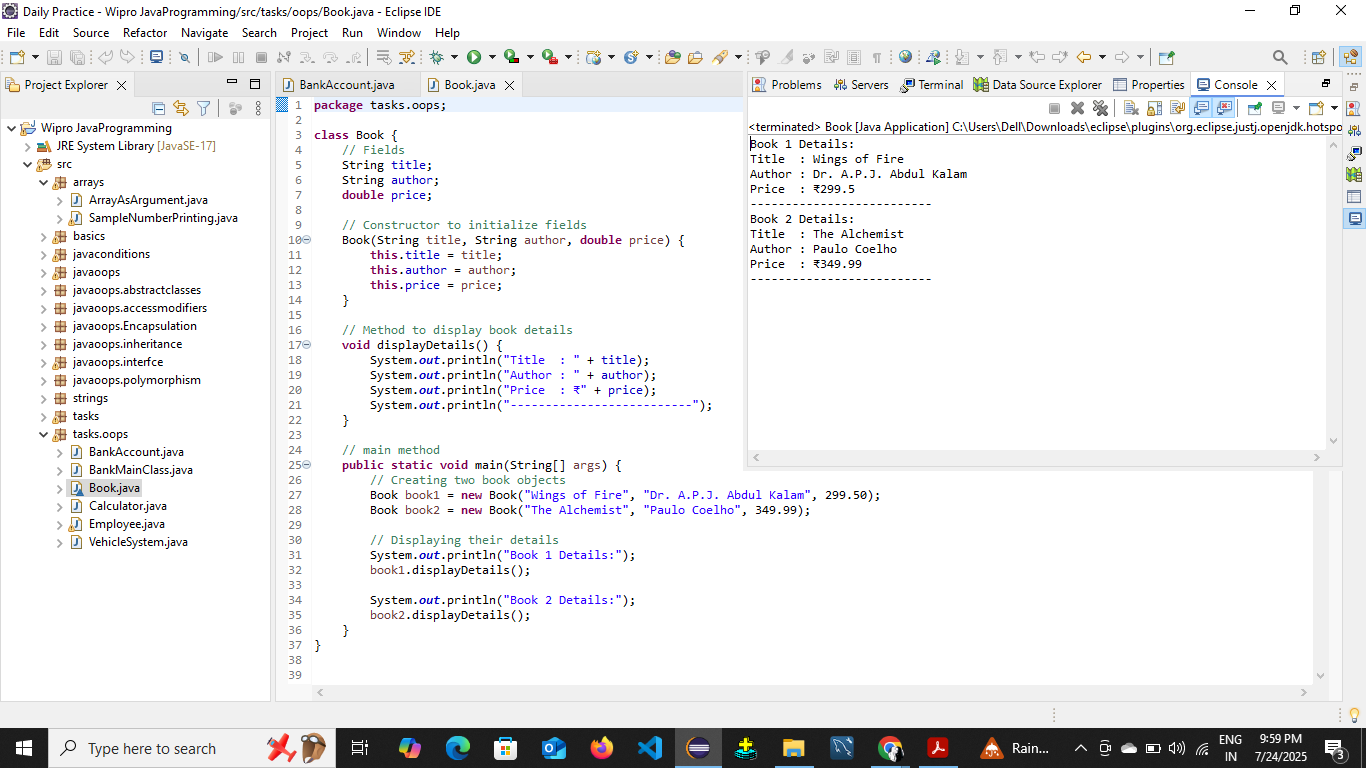 Daily Practice - Wipro JavaProgramming/src/tasks/oops/Book.java - Eclipse IDE
File Edit Source Refactor Navigate Search Project Run Window Help
Project Explorer
Wipro JavaProgramming
JRE System Library [JavaSE-17]
src
arrays
ArrayAsArgument.java
SampleNumberPrinting.java
basics
javaconditions
javaoops
javaoops.abstractclasses
javaoops.accessmodifiers
javaoops.Encapsulation
javaoops.inheritance
javaoops.interfce
javaoops.polymorphism
strings
tasks
tasks.oops
BankAccount.java
BankMainClass.java
Book.java
Calculator.java
Employee.java
VehicleSystem.java
BankAccount.java Book.java
1 package tasks.oops;
2
3 class Book {
4 // Fields
5 String title;
6 String author;
7 double price;
8
9 // Constructor to initialize fields
10 Book(String title, String author, double price) {
11 this.title = title;
12 this.author = author;
13 this.price = price;
14 }
15
16 // Method to display book details
17 void displayDetails() {
18 System.out.println("Title  : " + title);
19 System.out.println("Author : " + author);
20 System.out.println("Price  : ₹" + price);
21 System.out.println("--------------------------");
22 }
23
24 // main method
25 public static void main(String[] args) {
26 // Creating two book objects
27 Book book1 = new Book("Wings of Fire", "Dr. A.P.J. Abdul Kalam", 299.50);
28 Book book2 = new Book("The Alchemist", "Paulo Coelho", 349.99);
29
30 // Displaying their details
31 System.out.println("Book 1 Details:");
32 book1.displayDetails();
33
34 System.out.println("Book 2 Details:");
35 book2.displayDetails();
36 }
37 }
38
39
Problems Servers Terminal Data Source Explorer Properties Console
<terminated> Book [Java Application] C:\Users\Dell\Downloads\eclipse\plugins\org.eclipse.justj.openjdk.hotspo
Book 1 Details:
Title  : Wings of Fire
Author : Dr. A.P.J. Abdul Kalam
Price  : ₹299.5
--------------------------
Book 2 Details:
Title  : The Alchemist
Author : Paulo Coelho
Price  : ₹349.99
--------------------------
Type here to search
Rain...
ENG
IN
9:59 PM
7/24/2025
3